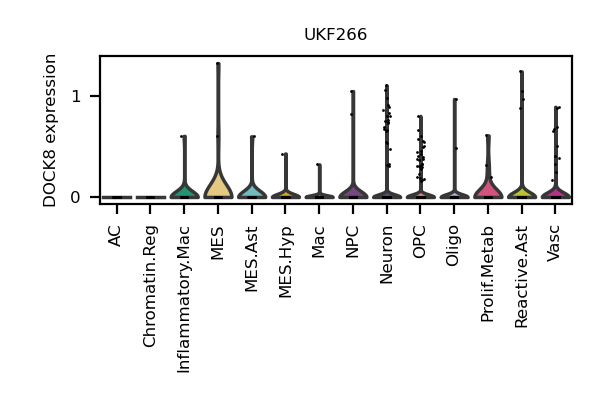 UKF266
DOCK8 expression
1
0
AC
Chromatin.Reg
Inflammatory.Mac
MES
MES.Ast
MES.Hyp
Mac
NPC
Neuron
OPC
Oligo
Prolif.Metab
Reactive.Ast
Vasc